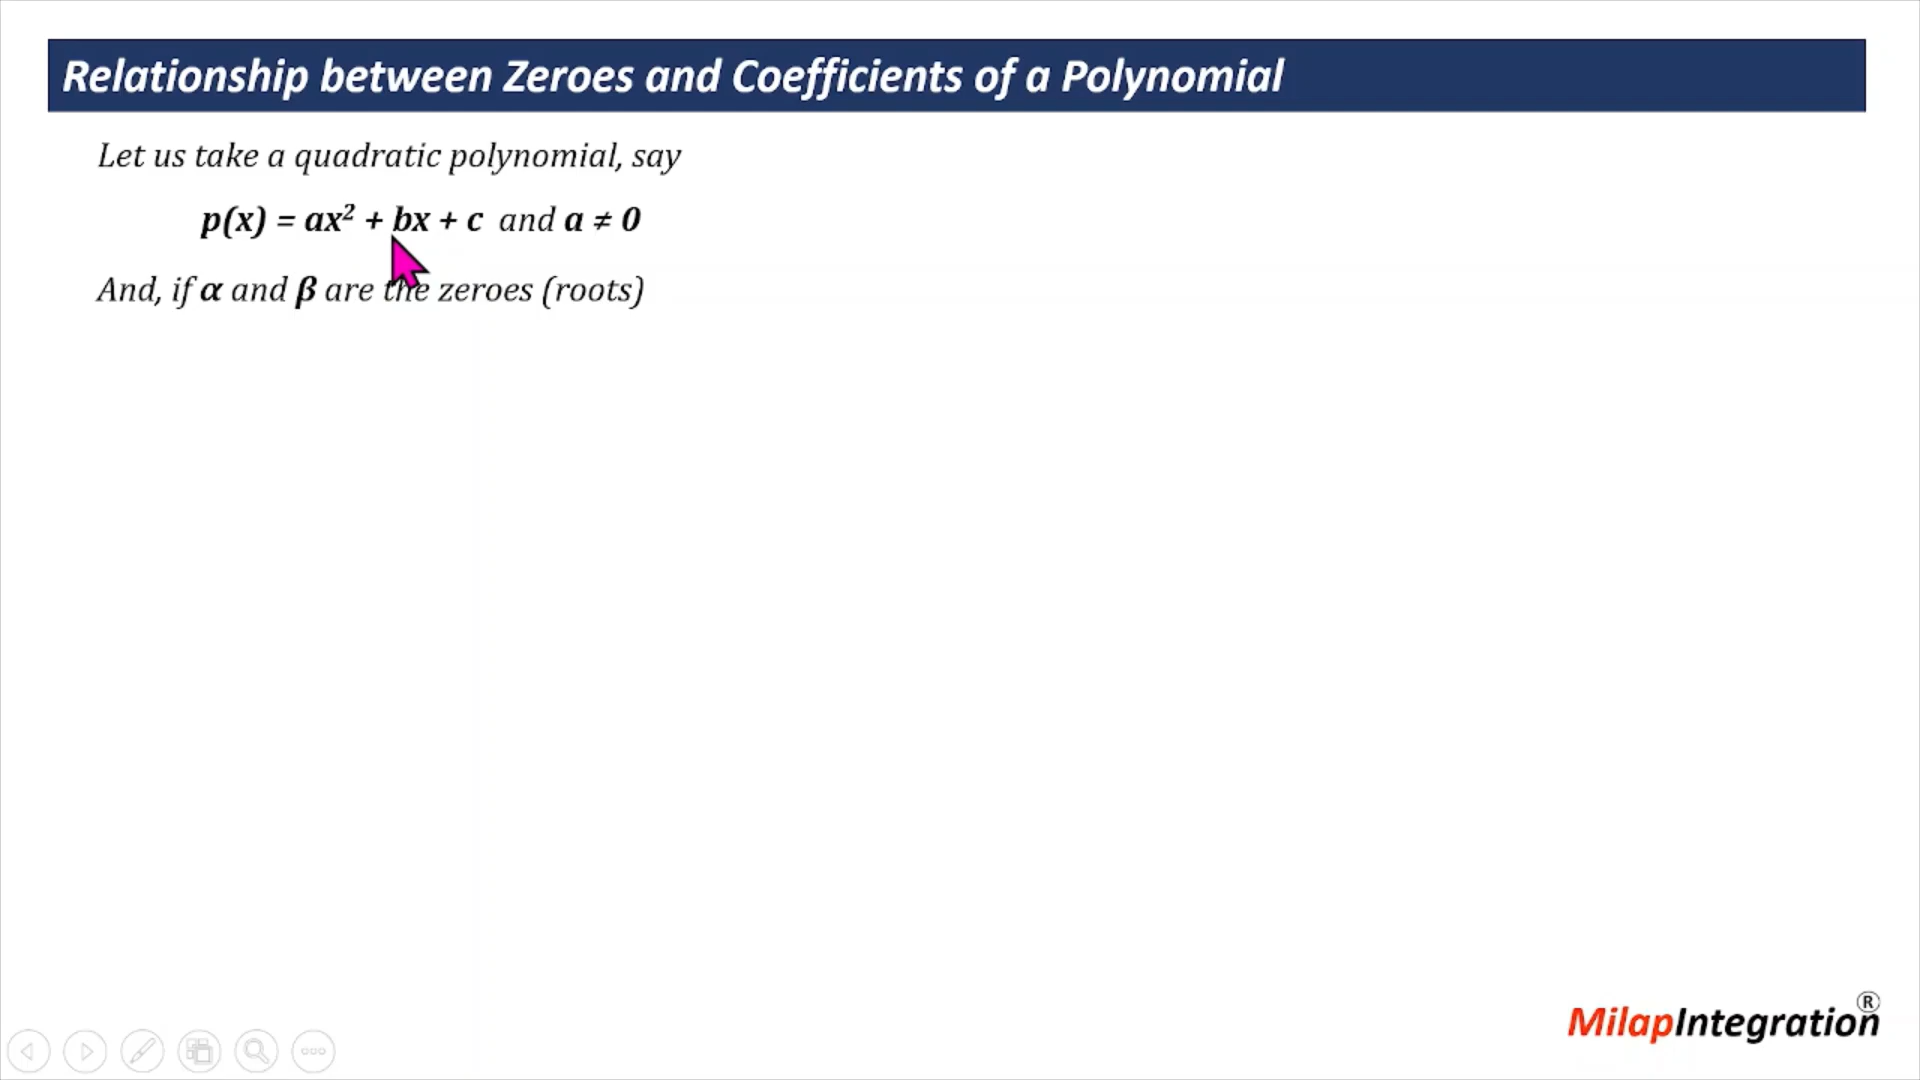 Relationship between Zeroes and Coefficients of a Polynomial
Let us take a quadratic polynomial, say
p(x) = ax² + bx + c and a ≠ 0
And, if α and β are the zeroes (roots)
MilapIntegration®